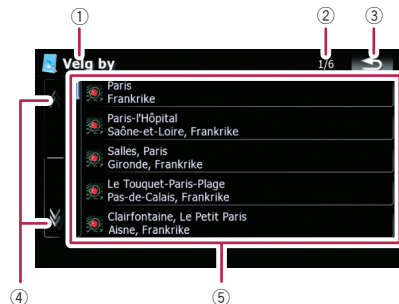 ① ② ③
Velg by 1/6
Paris
Frankrike
Paris-l'Hôpital
Saône-et-Loire, Frankrike
Salles, Paris
Gironde, Frankrike
Le Touquet-Paris-Plage
Pas-de-Calais, Frankrike
Clairfontaine, Le Petit Paris
Aisne, Frankrike
④ ⑤